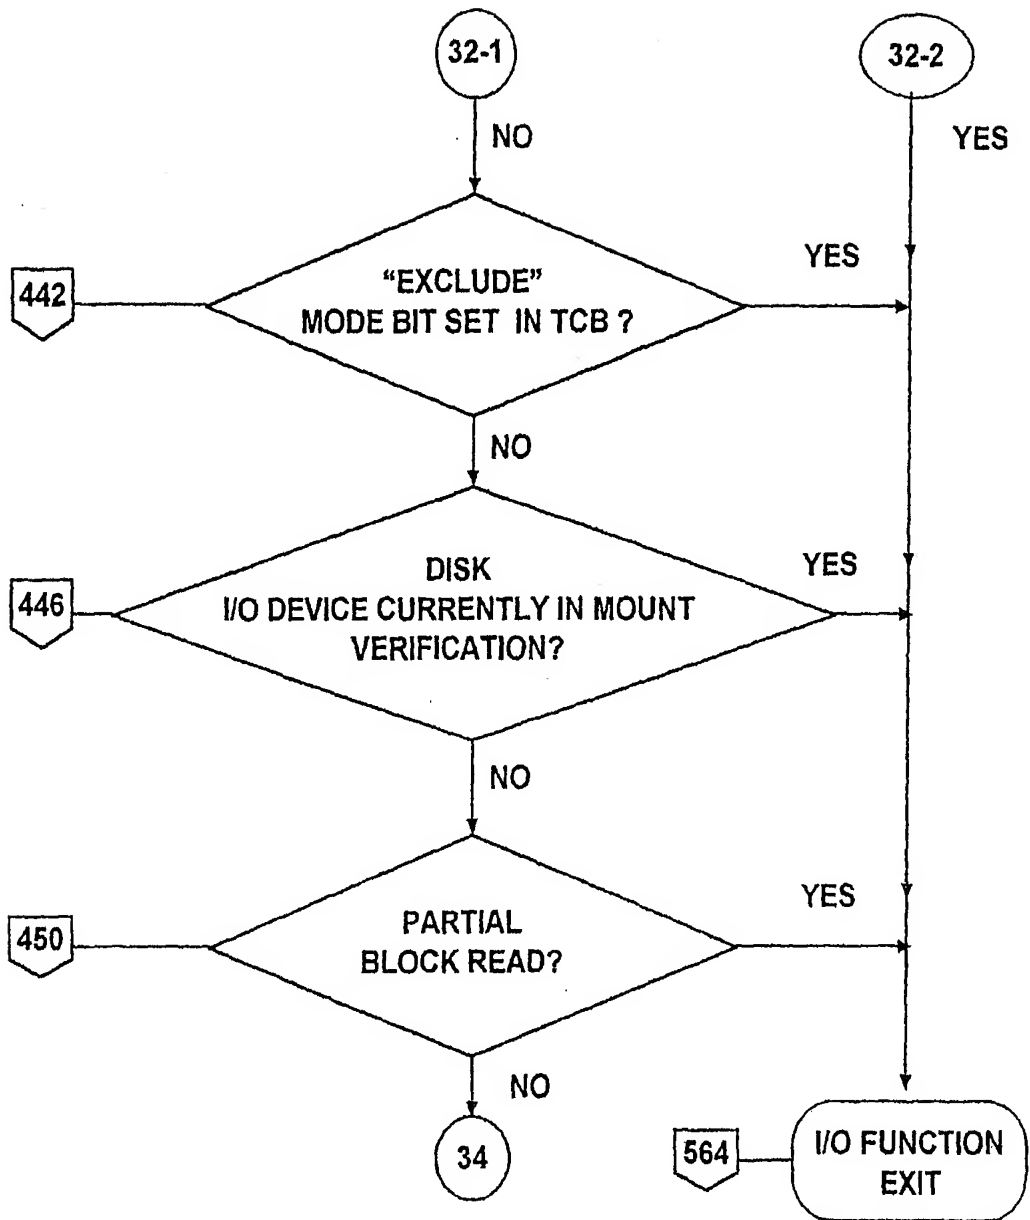 32-1
32-2
NO
YES
442
“EXCLUDE”
MODE BIT SET IN TCB ?
YES
NO
446
DISK
I/O DEVICE CURRENTLY IN MOUNT
VERIFICATION?
YES
NO
450
PARTIAL
BLOCK READ?
YES
NO
34
564
I/O FUNCTION
EXIT